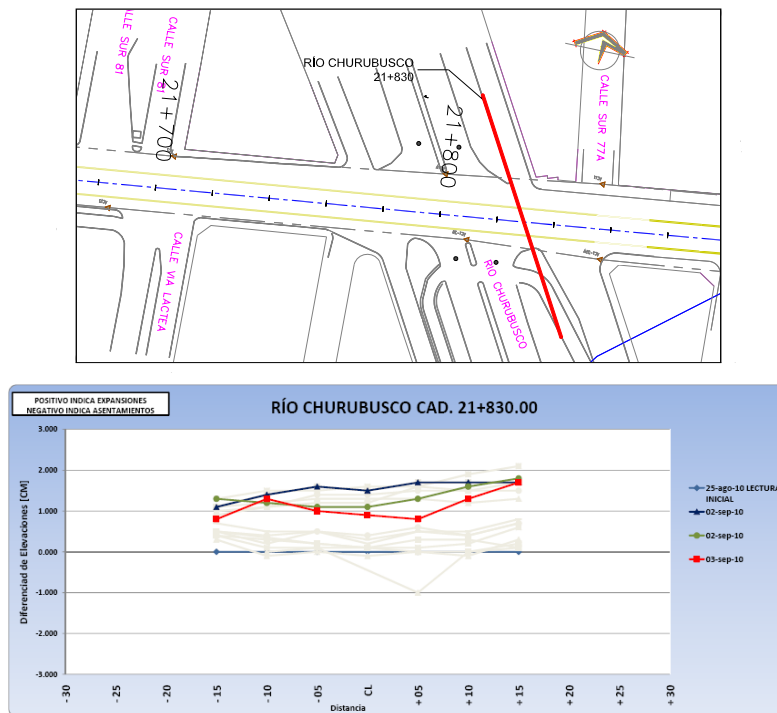 CALLE SUR 81
CALLE SUR 81
21+700
RÍO CHURUBUSCO
21+830
21+800
CALLE SUR 77A
CALLE VIA LACTEA
RIO CHURUBUSCO
POSITIVO INDICA EXPANSIONES
NEGATIVO INDICA ASENTAMIENTOS
RÍO CHURUBUSCO CAD. 21+830.00
Diferenciad de Elevaciones [CM]
3.000
2.000
1.000
0.000
-1.000
-2.000
-3.000
- 30
- 25
- 20
- 15
- 10
- 05
CL
+ 05
+ 10
+ 15
+ 20
+ 25
+ 30
Distancia
25-ago-10 LECTURA
INICIAL
02-sep-10
02-sep-10
03-sep-10